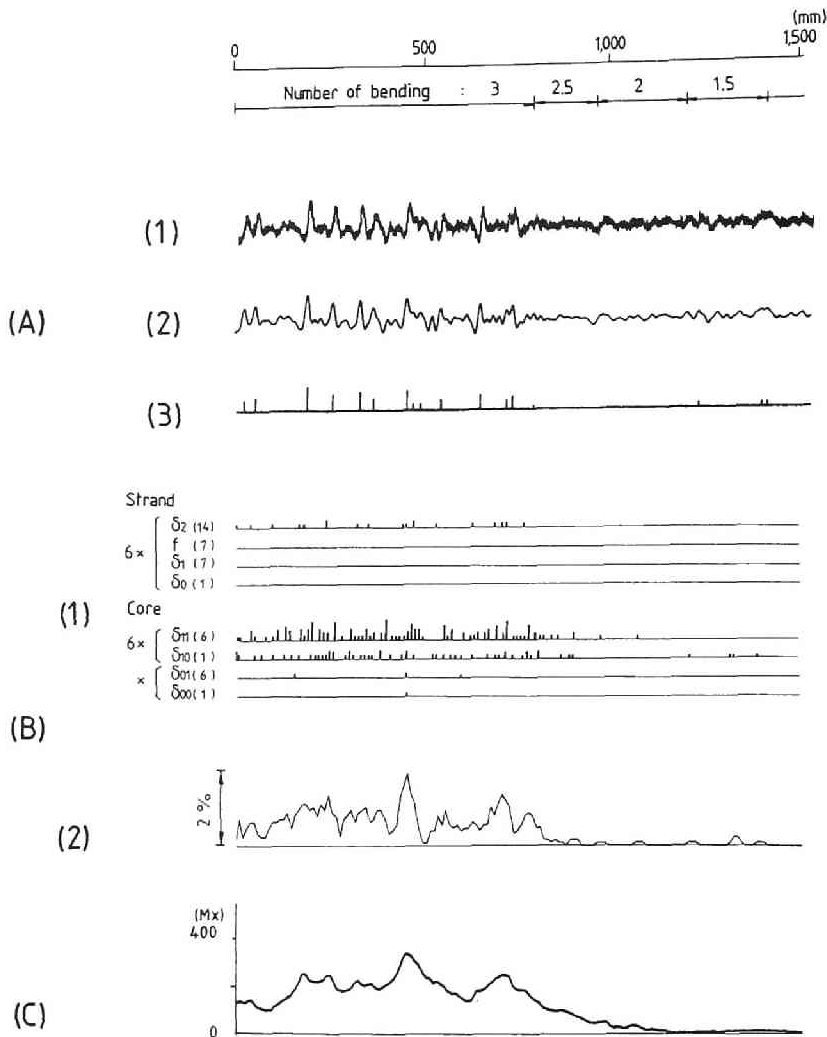 (mm)
0 500 1,000 1,500
Number of bending : 3 2.5 2 1.5
(1)
(A) (2)
(3)
Strand
δ2 (14)
6× f (7)
δ1 (7)
δ0 (1)
(1) Core
6× δ11 (6)
δ10 (1)
× δ01 (6)
δ00 (1)
(B)
2 %
(2)
(Mx)
400
(C)
0